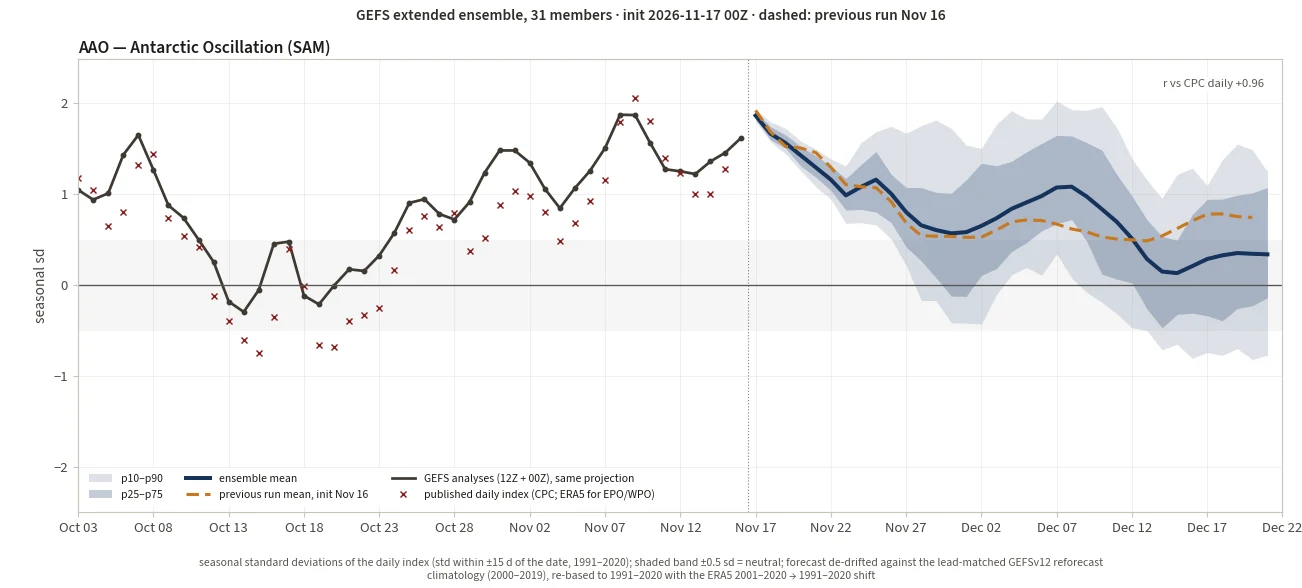 GEFS extended ensemble, 31 members · init 2026-11-17 00Z · dashed: previous run Nov 16
AAO — Antarctic Oscillation (SAM)
r vs CPC daily +0.96
seasonal sd
2
1
0
−1
−2
p10–p90
p25–p75
ensemble mean
previous run mean, init Nov 16
GEFS analyses (12Z + 00Z), same projection
published daily index (CPC; ERA5 for EPO/WPO)
Oct 03 Oct 08 Oct 13 Oct 18 Oct 23 Oct 28 Nov 02 Nov 07 Nov 12 Nov 17 Nov 22 Nov 27 Dec 02 Dec 07 Dec 12 Dec 17 Dec 22
seasonal standard deviations of the daily index (std within ±15 d of the date, 1991–2020); shaded band ±0.5 sd = neutral; forecast de-drifted against the lead-matched GEFSv12 reforecast
climatology (2000–2019), re-based to 1991–2020 with the ERA5 2001–2020 → 1991–2020 shift